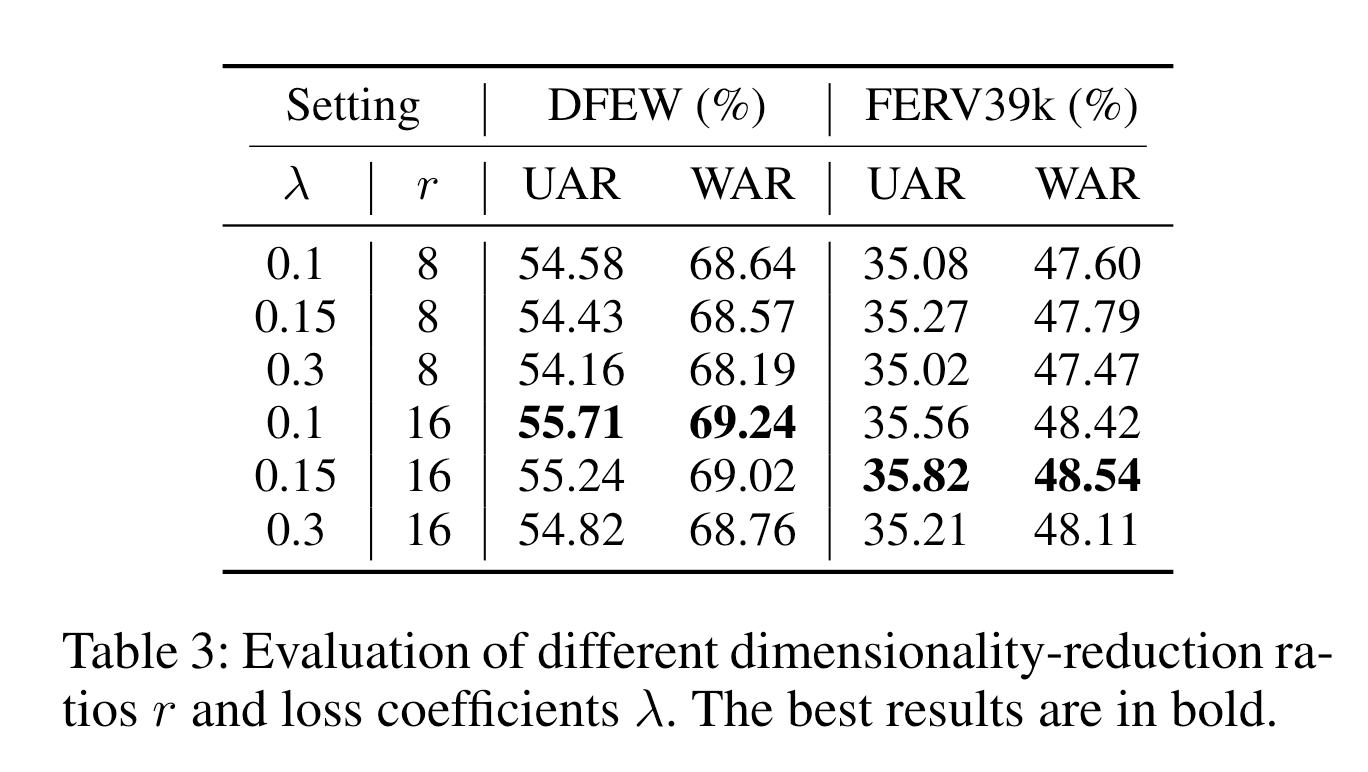 Setting DFEW (%) FERV39k (%)
λ r UAR WAR UAR WAR
0.1 8 54.58 68.64 35.08 47.60
0.15 8 54.43 68.57 35.27 47.79
0.3 8 54.16 68.19 35.02 47.47
0.1 16 55.71 69.24 35.56 48.42
0.15 16 55.24 69.02 35.82 48.54
0.3 16 54.82 68.76 35.21 48.11
Table 3: Evaluation of different dimensionality-reduction ra-
tios r and loss coefficients λ. The best results are in bold.